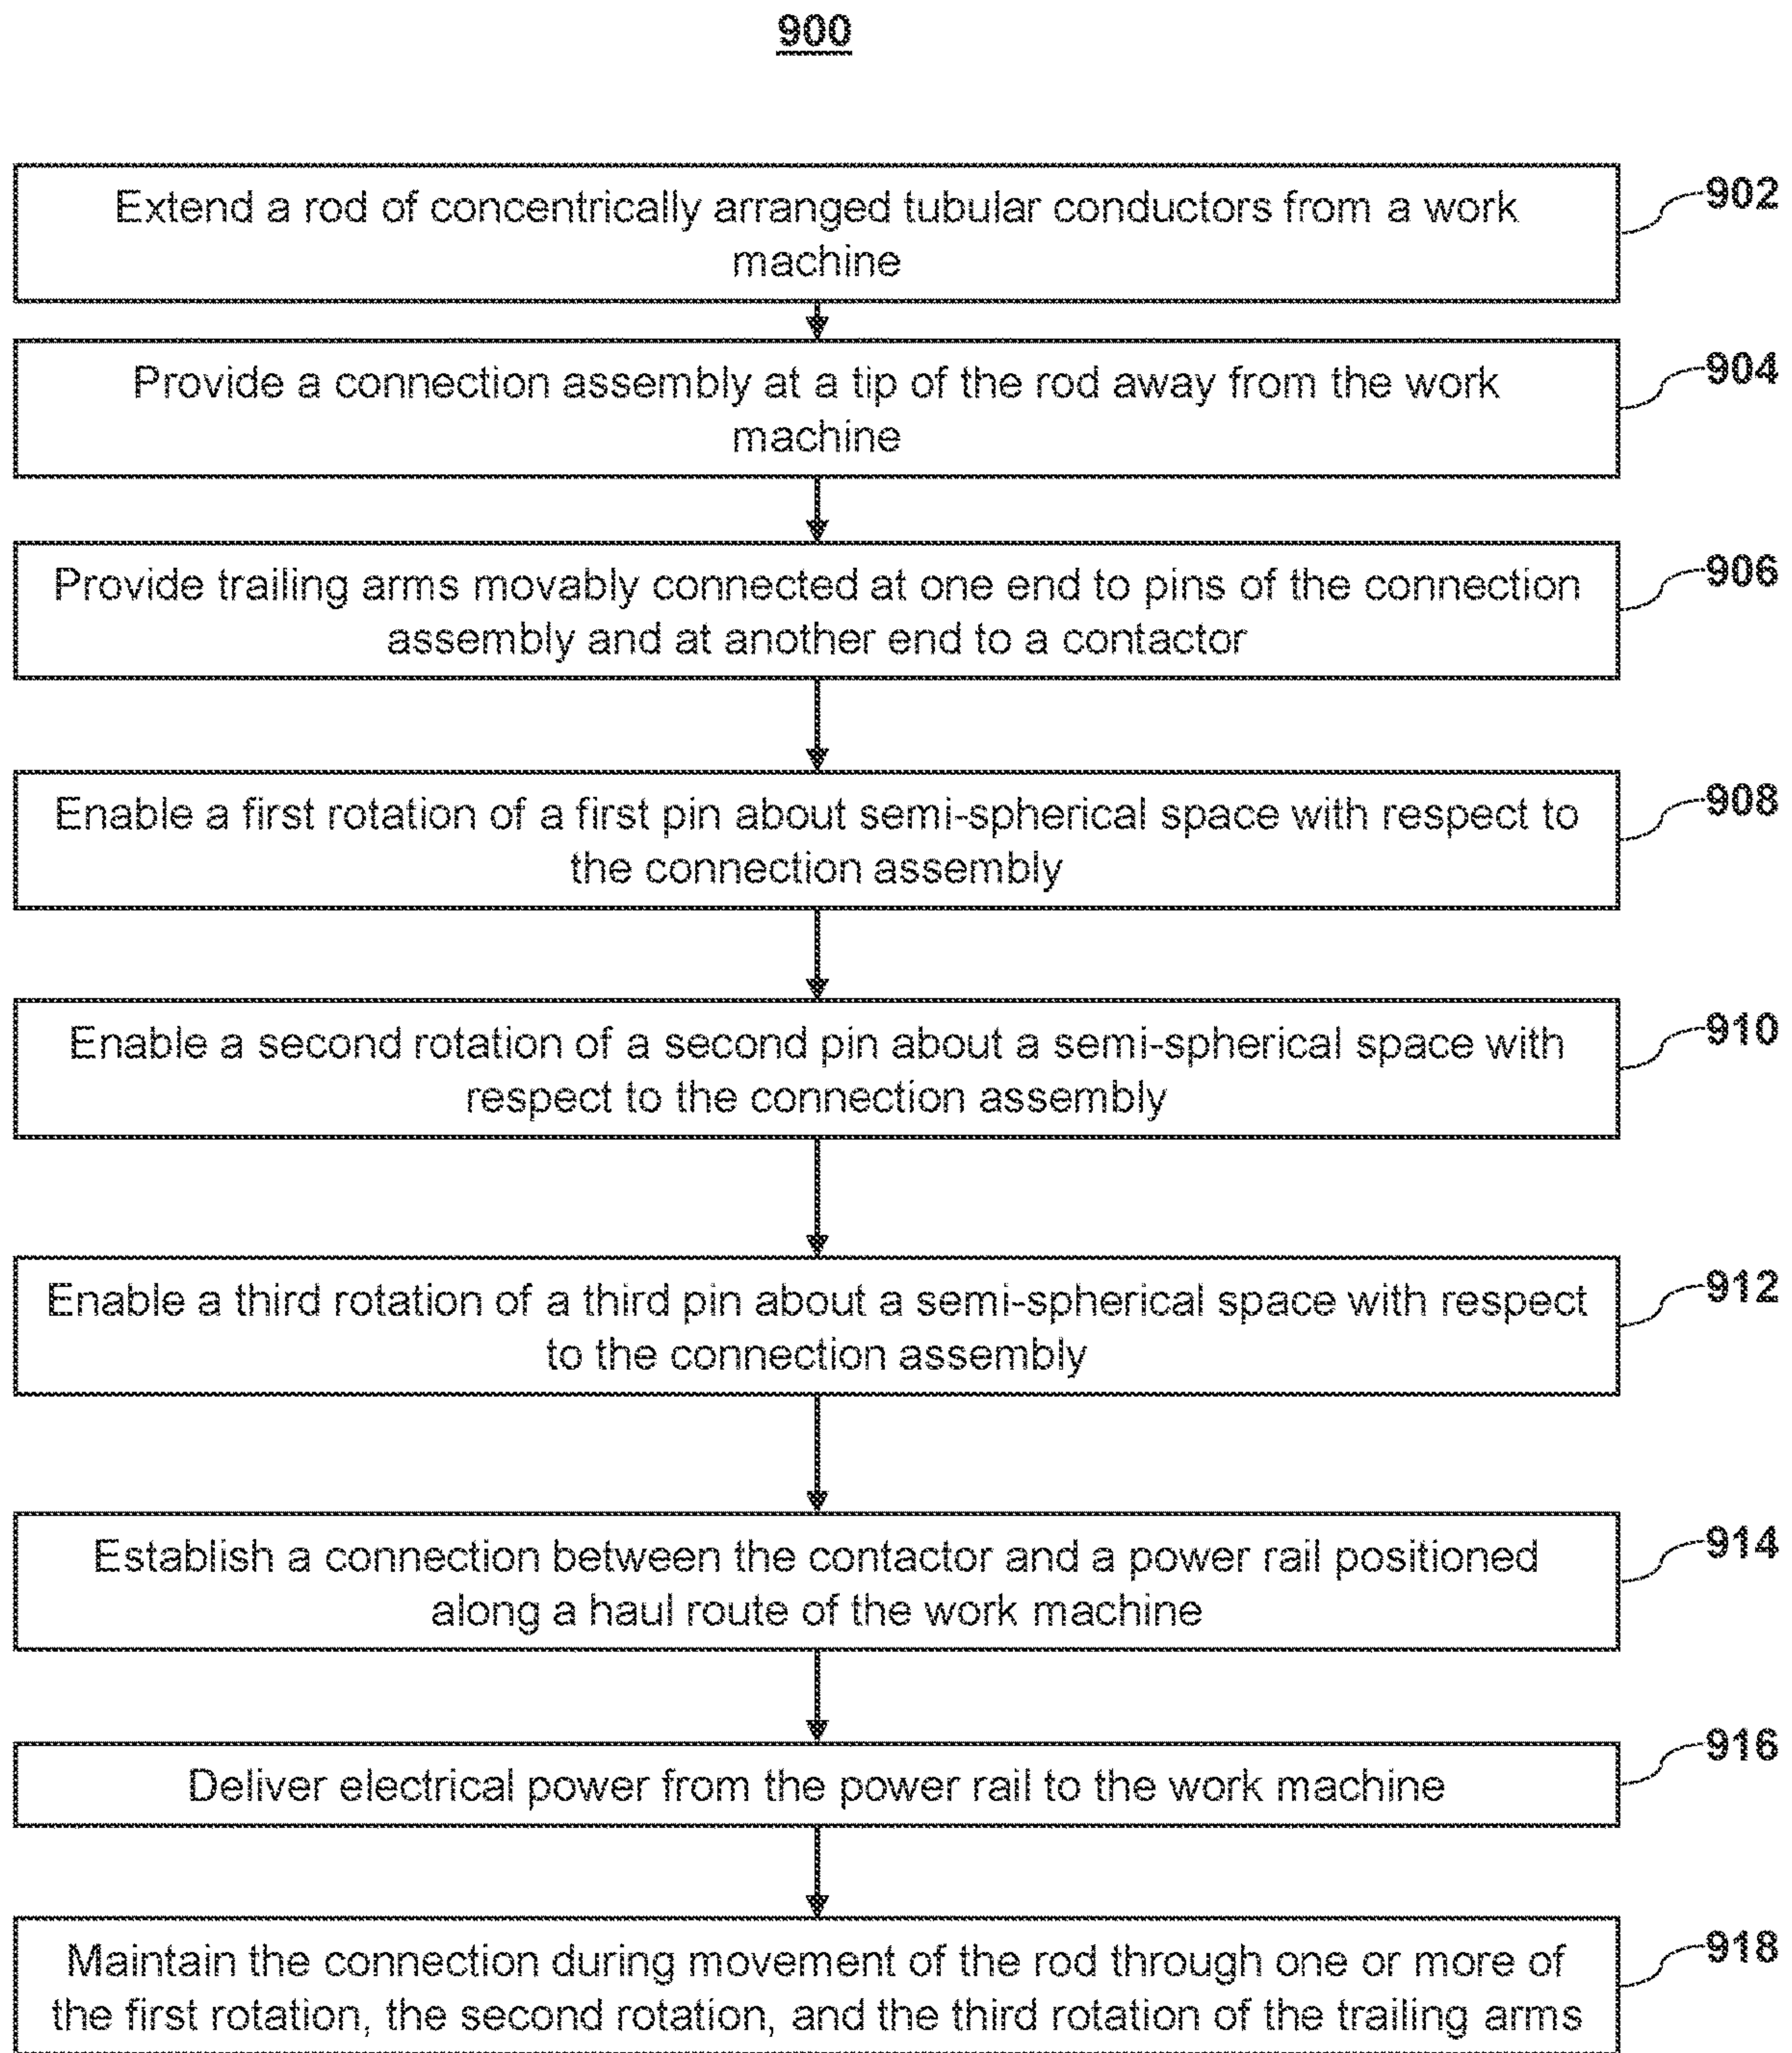 900
Extend a rod of concentrically arranged tubular conductors from a work
machine
902
Provide a connection assembly at a tip of the rod away from the work
machine
904
Provide trailing arms movably connected at one end to pins of the connection
assembly and at another end to a contactor
906
Enable a first rotation of a first pin about semi-spherical space with respect to
the connection assembly
908
Enable a second rotation of a second pin about a semi-spherical space with
respect to the connection assembly
910
Enable a third rotation of a third pin about a semi-spherical space with respect
to the connection assembly
912
Establish a connection between the contactor and a power rail positioned
along a haul route of the work machine
914
Deliver electrical power from the power rail to the work machine
916
Maintain the connection during movement of the rod through one or more of
the first rotation, the second rotation, and the third rotation of the trailing arms
918